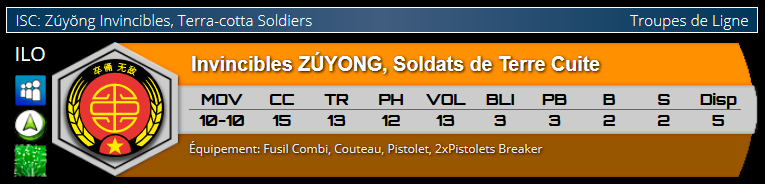 ISC: Zúyǒng Invincibles, Terra-cotta Soldiers Troupes de Ligne
ILO
Invincibles ZÚYONG, Soldats de Terre Cuite
MOV CC TR PH VOL BLI PB B S Disp
10-10 15 13 12 13 3 3 2 2 5
Équipement: Fusil Combi, Couteau, Pistolet, 2xPistolets Breaker